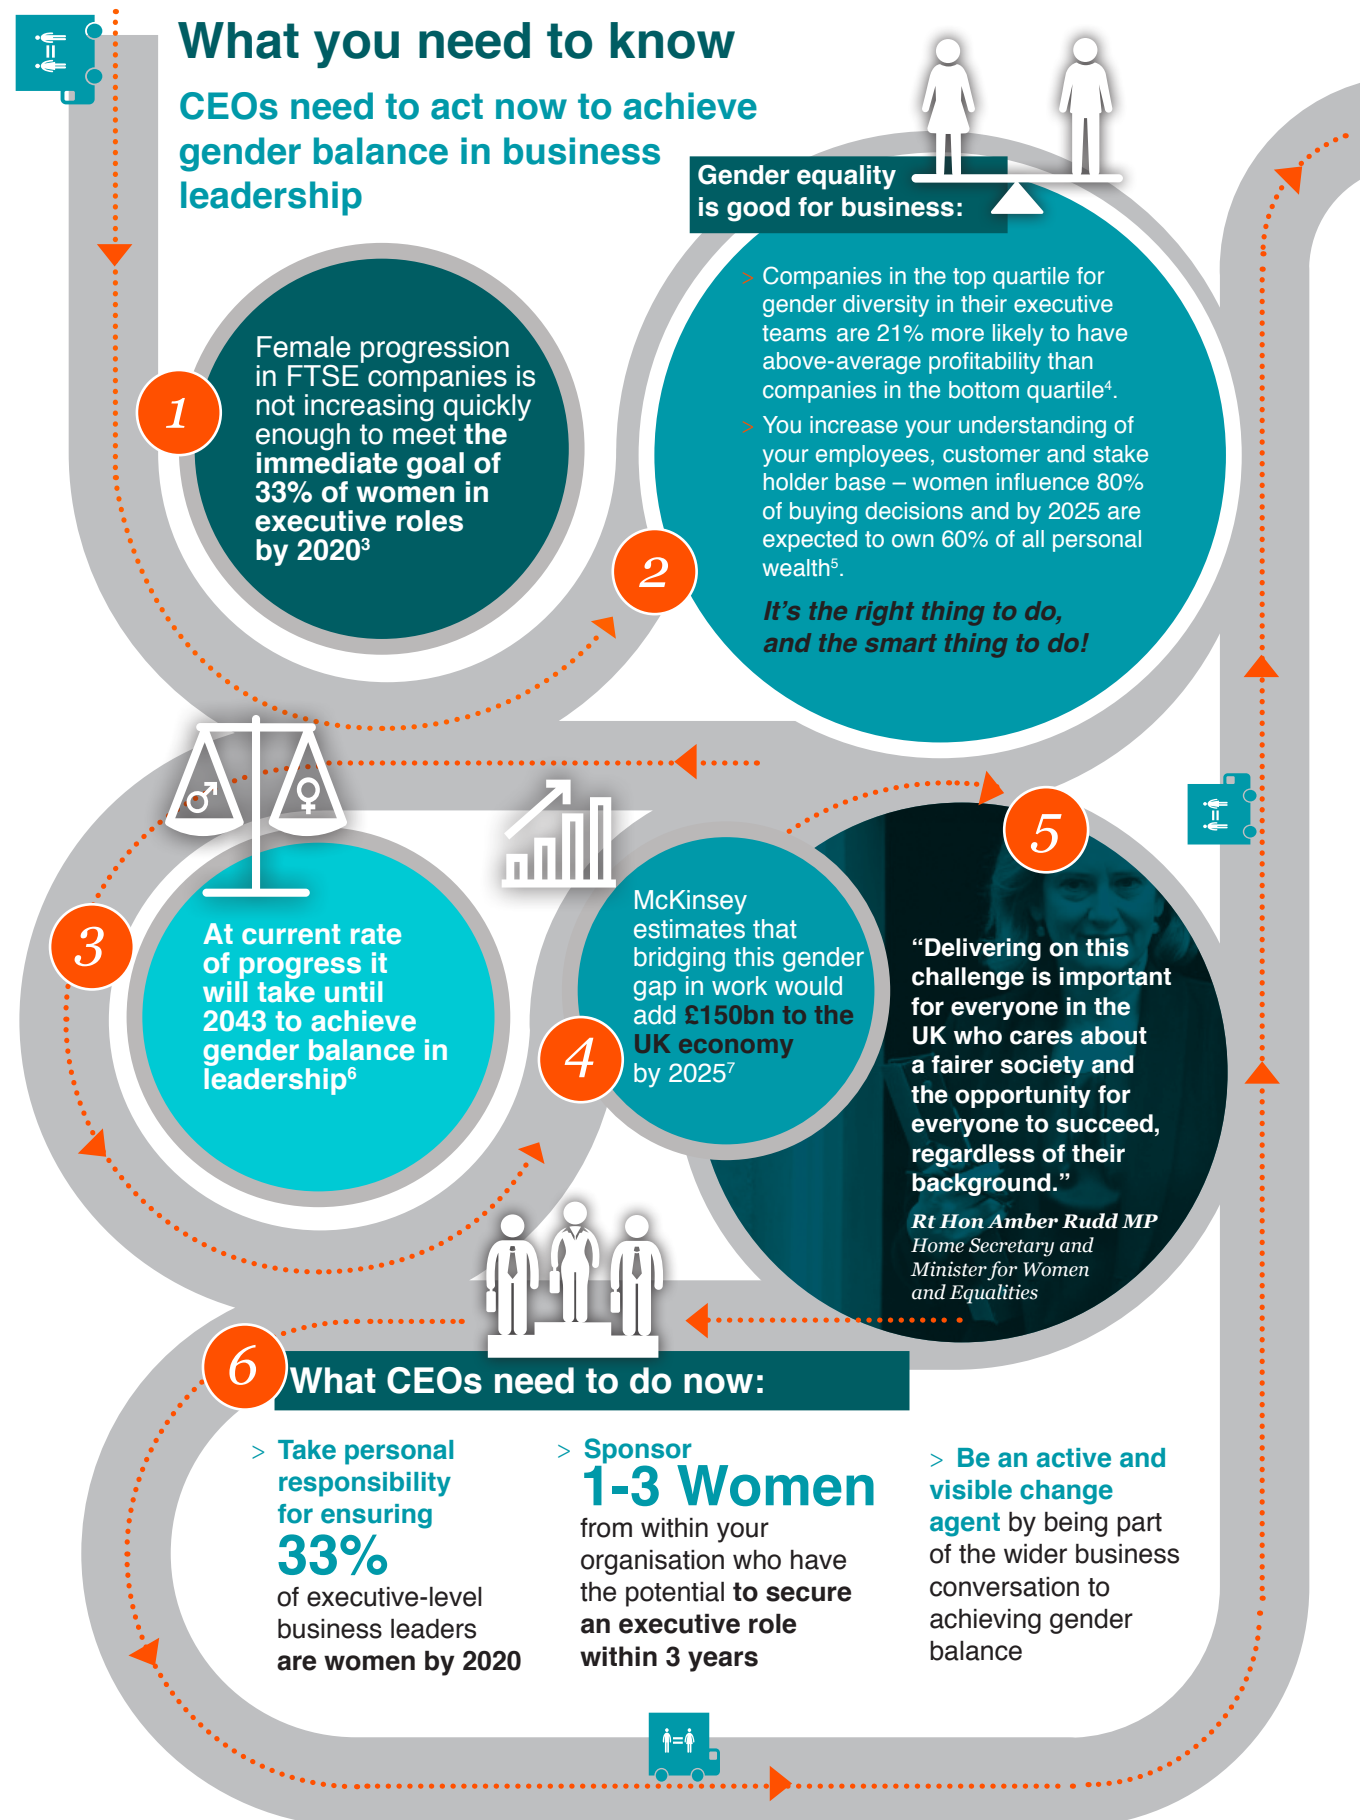 What you need to know
CEOs need to act now to achieve
gender balance in business
leadership
Gender equality
is good for business:
1
Female progression
in FTSE companies is
not increasing quickly
enough to meet the
immediate goal of
33% of women in
executive roles
by 2020³
2
> Companies in the top quartile for
gender diversity in their executive
teams are 21% more likely to have
above-average profitability than
companies in the bottom quartile⁴.
> You increase your understanding of
your employees, customer and stake
holder base – women influence 80%
of buying decisions and by 2025 are
expected to own 60% of all personal
wealth⁵.
It's the right thing to do,
and the smart thing to do!
3
At current rate
of progress it
will take until
2043 to achieve
gender balance in
leadership⁶
4
McKinsey
estimates that
bridging this gender
gap in work would
add £150bn to the
UK economy
by 2025⁷
5
“Delivering on this
challenge is important
for everyone in the
UK who cares about
a fairer society and
the opportunity for
everyone to succeed,
regardless of their
background.”
Rt Hon Amber Rudd MP
Home Secretary and
Minister for Women
and Equalities
6
What CEOs need to do now:
> Take personal
responsibility
for ensuring
33%
of executive-level
business leaders
are women by 2020
> Sponsor
1-3 Women
from within your
organisation who have
the potential to secure
an executive role
within 3 years
> Be an active and
visible change
agent by being part
of the wider business
conversation to
achieving gender
balance